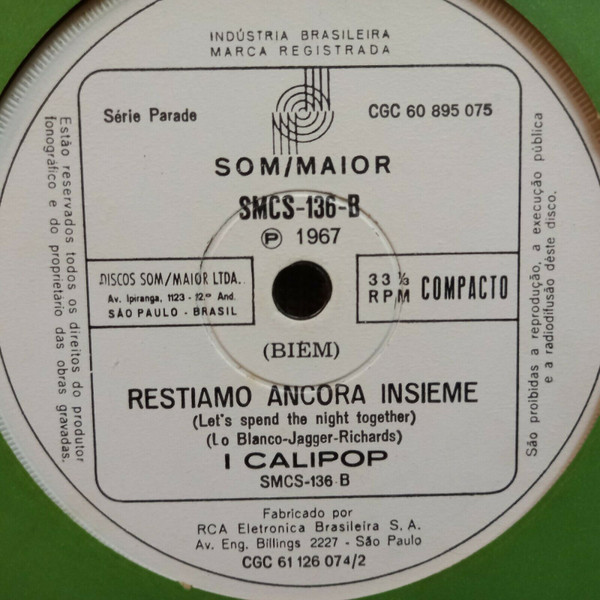 INDÚSTRIA BRASILEIRA
MARCA REGISTRADA
Série Parade
CGC 60 895 075
SOM/MAIOR
SMCS-136-B
℗ 1967
DISCOS SOM/MAIOR LTDA.
Av. Ipiranga, 1123 - 12.º And.
SÃO PAULO - BRASIL
33 ⅓
RPM COMPACTO
(BIEM)
RESTIAMO ANCORA INSIEME
(Let's spend the night together)
(Lo Blanco-Jagger-Richards)
I CALIPOP
SMCS-136 B
Fabricado por
RCA Eletronica Brasileira S. A.
Av. Eng. Billings 2227 - São Paulo
CGC 61 126 074/2
Estão reservados todos os direitos do produtor
fonográfico e do proprietário das obras gravadas.
São proibidas a reprodução, a execução pública
e a radiodifusão dêste disco.